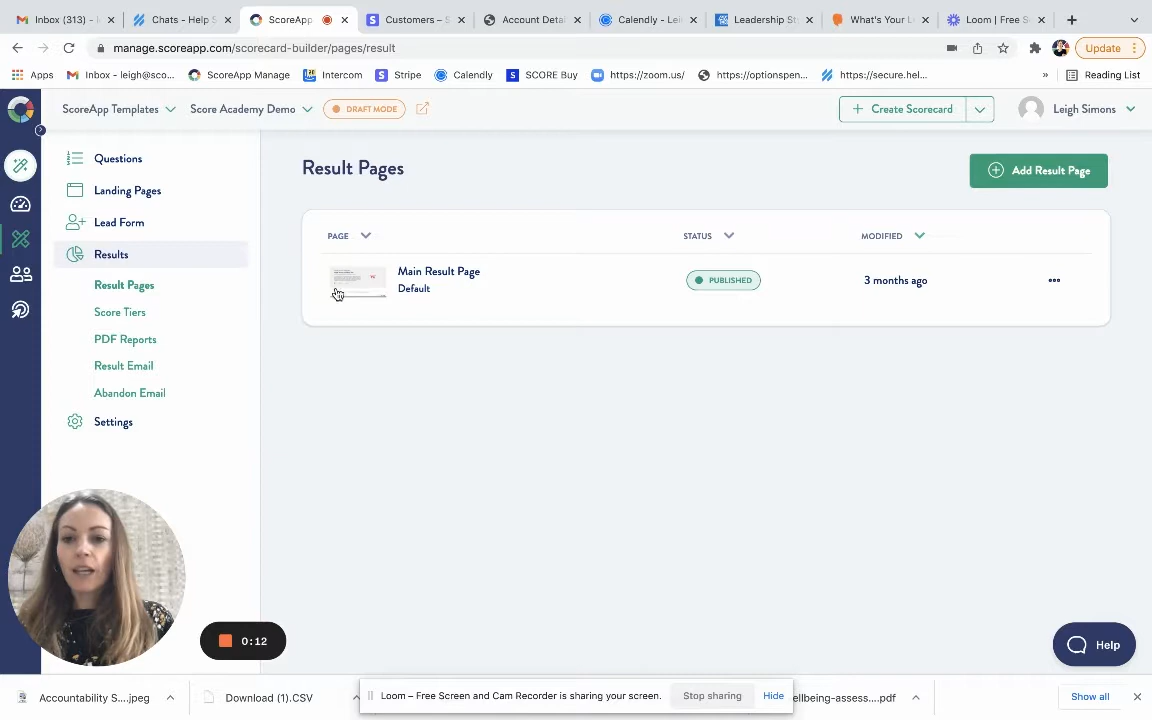 Inbox (313) – l
Chats - Help S
ScoreApp
Customers – S
Account Detai
Calendly - Lei
Leadership Sty
What's Your L
Loom | Free S
manage.scoreapp.com/scorecard-builder/pages/result
Update
Apps
Inbox - leigh@sco...
ScoreApp Manage
Intercom
Stripe
Calendly
SCORE Buy
https://zoom.us/
https://optionspen...
https://secure.hel...
»
Reading List
ScoreApp Templates
Score Academy Demo
DRAFT MODE
Create Scorecard
Leigh Simons
Questions
Landing Pages
Lead Form
Results
Result Pages
Score Tiers
PDF Reports
Result Email
Abandon Email
Settings
Result Pages
Add Result Page
PAGE
STATUS
MODIFIED
Main Result Page
Default
PUBLISHED
3 months ago
0:12
Help
Accountability S....jpeg
Download (1).CSV
Loom – Free Screen and Cam Recorder is sharing your screen.
Stop sharing
Hide
ellbeing-assess....pdf
Show all